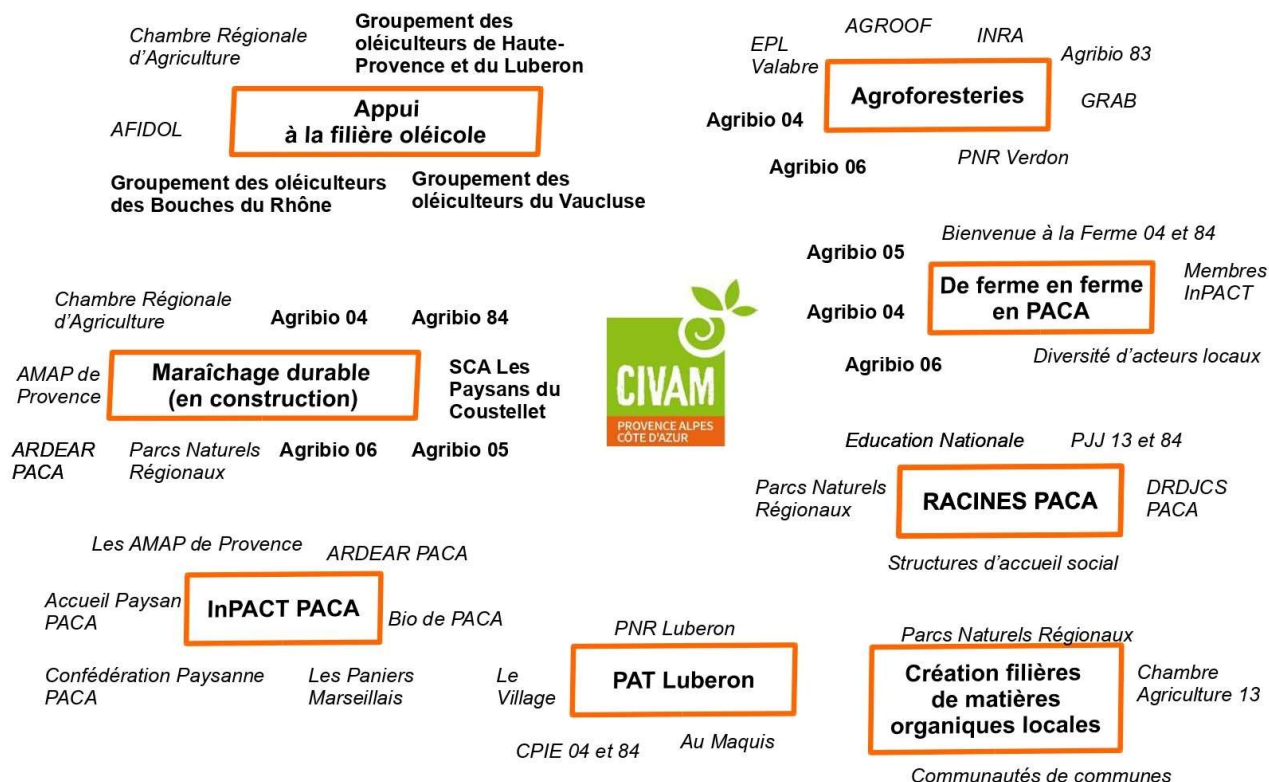 Chambre Régionale
d'Agriculture
Groupement des
oléiculteurs de Haute-
Provence et du Luberon
AFIDOL
Appui
à la filière oléicole
Groupement des oléiculteurs
des Bouches du Rhône
Groupement des
oléiculteurs du Vaucluse
EPL
Valabre
AGROOF
INRA
Agribio 83
Agroforesteries
GRAB
Agribio 04
Agribio 06
PNR Verdon
Agribio 05
Bienvenue à la Ferme 04 et 84
Membres
InPACT
De ferme en ferme
en PACA
Agribio 04
Agribio 06
Diversité d'acteurs locaux
Chambre Régionale
d'Agriculture
Agribio 04
Agribio 84
AMAP de
Provence
Maraîchage durable
(en construction)
SCA Les
Paysans du
Coustellet
ARDEAR
PACA
Parcs Naturels
Régionaux
Agribio 06
Agribio 05
CIVAM
PROVENCE ALPES
CÔTE D'AZUR
Education Nationale
PJJ 13 et 84
Parcs Naturels
Régionaux
RACINES PACA
DRDJCS
PACA
Structures d'accueil social
Les AMAP de Provence
ARDEAR PACA
Accueil Paysan
PACA
InPACT PACA
Bio de PACA
Confédération Paysanne
PACA
Les Paniers
Marseillais
PNR Luberon
Le
Village
PAT Luberon
CPIE 04 et 84
Au Maquis
Parcs Naturels Régionaux
Création filières
de matières
organiques locales
Chambre
Agriculture 13
Communautés de communes